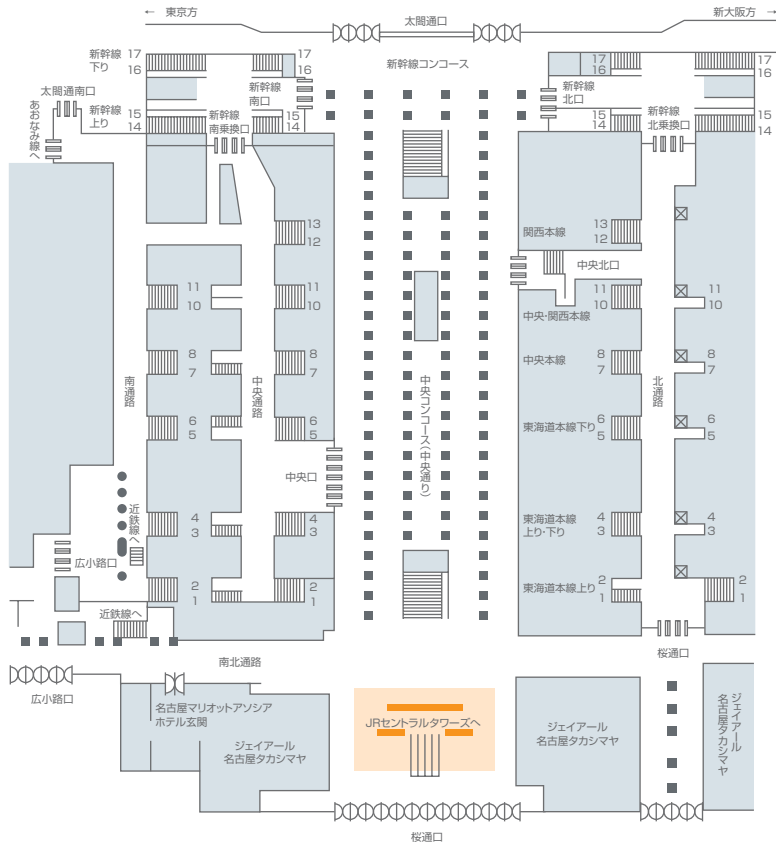 ← 東京方
太閤通口
新大阪方 →
新幹線
下り
17
16
17
16
新幹線コンコース
17
16
17
16
太閤通南口
新幹線
南口
新幹線
北口
あおなみ線へ
新幹線
上り
15
14
新幹線
南乗換口
15
14
15
14
新幹線
北乗換口
15
14
13
12
関西本線
13
12
中央北口
11
10
11
10
中央・関西本線
11
10
11
10
8
7
8
7
中央本線
8
7
8
7
南通路
中央通路
中央コンコース(中央通り)
北通路
6
5
6
5
東海道本線下り
6
5
6
5
中央口
近鉄線へ
4
3
4
3
東海道本線
上り・下り
4
3
4
3
広小路口
2
1
2
1
東海道本線上り
2
1
2
1
近鉄線へ
南北通路
桜通口
広小路口
名古屋マリオットアソシア
ホテル玄関
JRセントラルタワーズへ
ジェイアール
名古屋タカシマヤ
ジェイアール
名古屋タカシマヤ
ジェイアール
名古屋タカシマヤ
桜通口